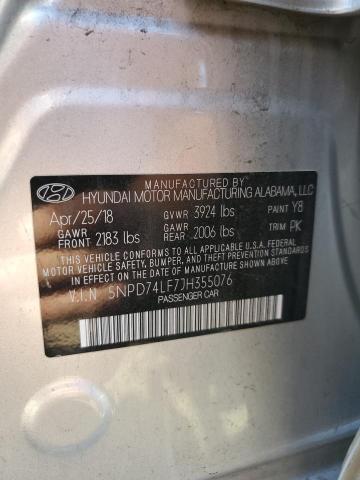 MANUFACTURED BY
HYUNDAI MOTOR MANUFACTURING ALABAMA, LLC
Apr/25/18 GVWR 3924 lbs PAINT Y8
GAWR FRONT 2183 lbs GAWR REAR 2006 lbs TRIM PK
THIS VEHICLE CONFORMS TO ALL APPLICABLE U.S.A. FEDERAL
MOTOR VEHICLE SAFETY, BUMPER, AND THEFT PREVENTION STANDARDS
IN EFFECT ON THE DATE OF MANUFACTURE SHOWN ABOVE.
V.I.N 5NPD74LF7JH355076
PASSENGER CAR